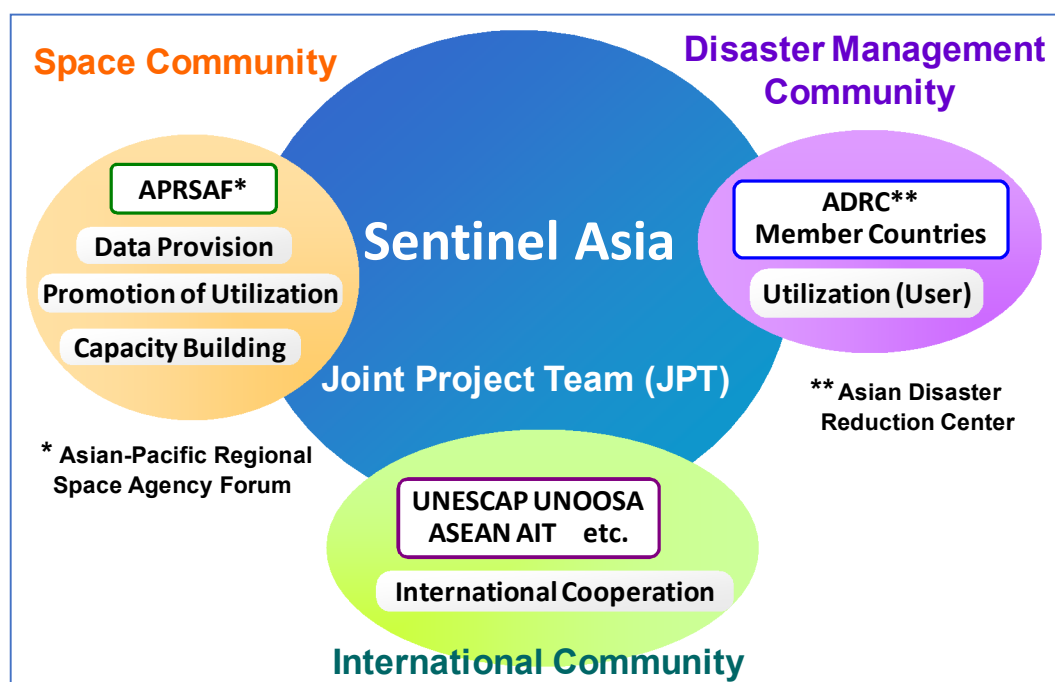 Space Community
APRSAF*
Data Provision
Promotion of Utilization
Capacity Building
* Asian-Pacific Regional
Space Agency Forum
Sentinel Asia
Joint Project Team (JPT)
Disaster Management
Community
ADRC**
Member Countries
Utilization (User)
** Asian Disaster
Reduction Center
UNESCAP UNOOSA
ASEAN AIT etc.
International Cooperation
International Community